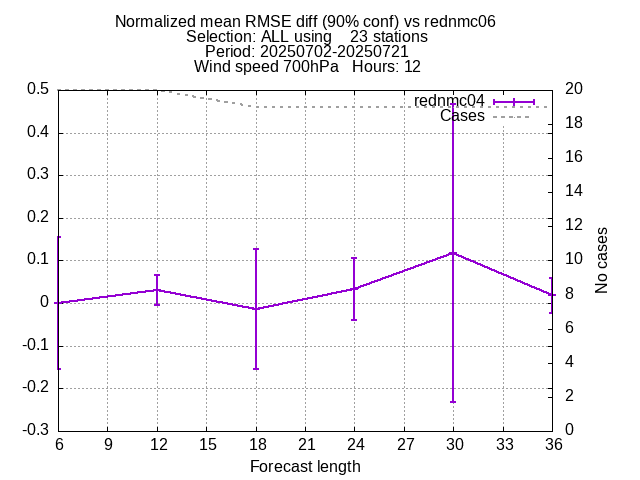 Normalized mean RMSE diff (90% conf) vs rednmc06
Selection: ALL using    23 stations
Period: 20250702-20250721
Wind speed 700hPa   Hours: 12
rednmc04
Cases
0.5
0.4
0.3
0.2
0.1
0
-0.1
-0.2
-0.3
20
18
16
14
12
10
8
6
4
2
0
No cases
6 9 12 15 18 21 24 27 30 33 36
Forecast length